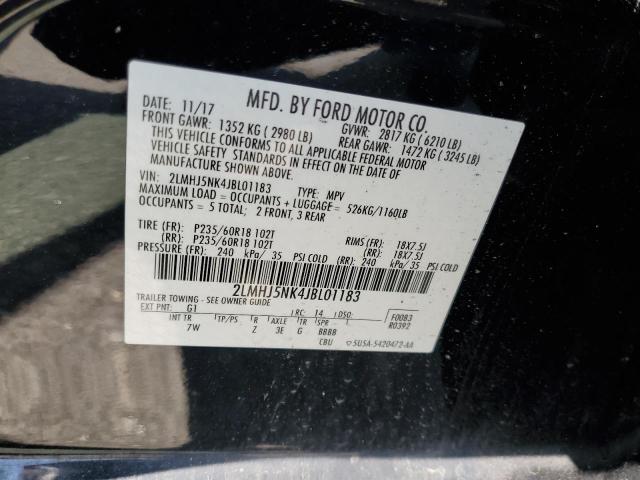 MFD. BY FORD MOTOR CO.
DATE: 11/17 GVWR: 2817 KG ( 6210 LB)
FRONT GAWR: 1352 KG ( 2980 LB) REAR GAWR: 1472 KG ( 3245 LB)
THIS VEHICLE CONFORMS TO ALL APPLICABLE FEDERAL MOTOR
VEHICLE SAFETY STANDARDS IN EFFECT ON THE DATE OF
MANUFACTURE SHOWN ABOVE.
VIN: 2LMHJ5NK4JBL01183 TYPE: MPV
MAXIMUM LOAD = OCCUPANTS + LUGGAGE = 526KG/1160LB
OCCUPANTS = 5 TOTAL; 2 FRONT, 3 REAR
TIRE (FR): P235/60R18 102T RIMS (FR): 18X7.5J
(RR): P235/60R18 102T (RR): 18X7.5J
PRESSURE (FR): 240 kPa/ 35 PSI COLD (RR): 240 kPa/ 35 PSI COLD
2LMHJ5NK4JBL01183
TRAILER TOWING - SEE OWNER GUIDE
EXT PNT: G1 RC: 14 DSO: F0083
R0392
INT TR TP/PS R AXLE TR SPR
7W Z 3E G BBBB
CBU 5U5A-5420472-AA